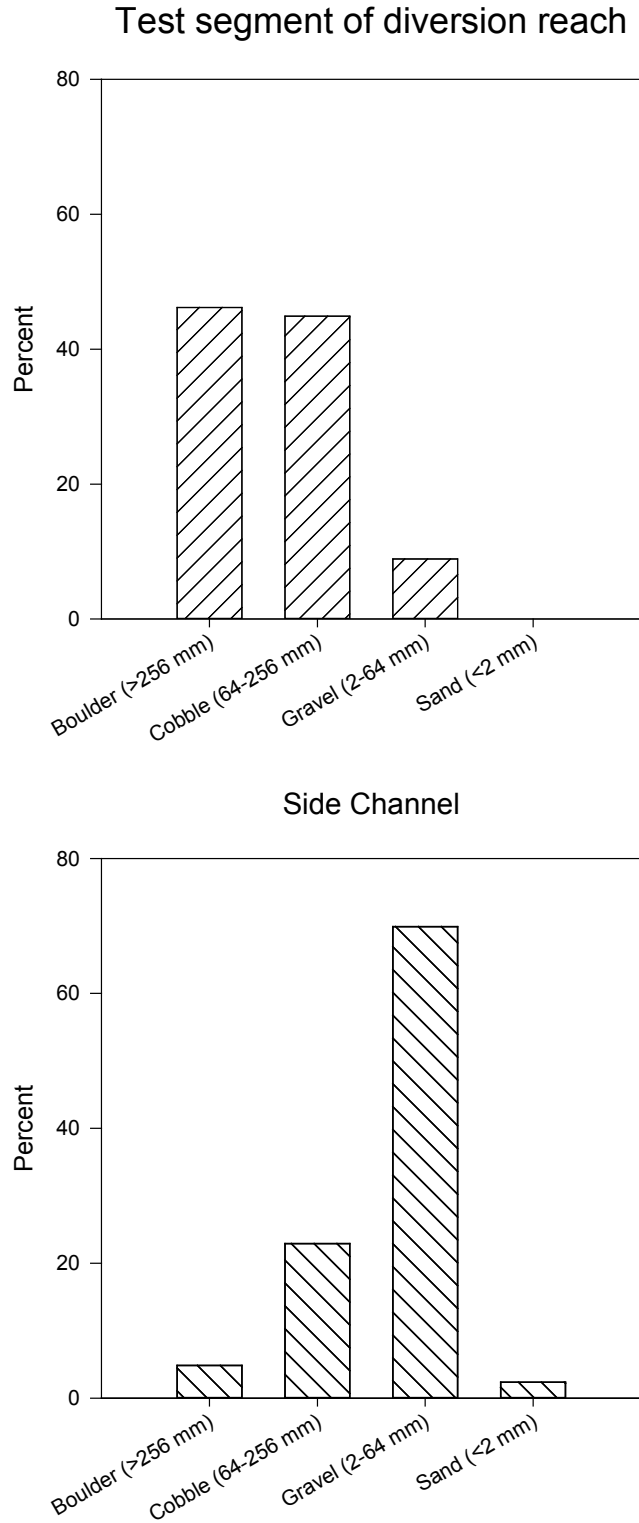 Test segment of diversion reach
80
60
40
20
0
Percent
Boulder (>256 mm)
Cobble (64-256 mm)
Gravel (2-64 mm)
Sand (<2 mm)
Side Channel
80
60
40
20
0
Percent
Boulder (>256 mm)
Cobble (64-256 mm)
Gravel (2-64 mm)
Sand (<2 mm)